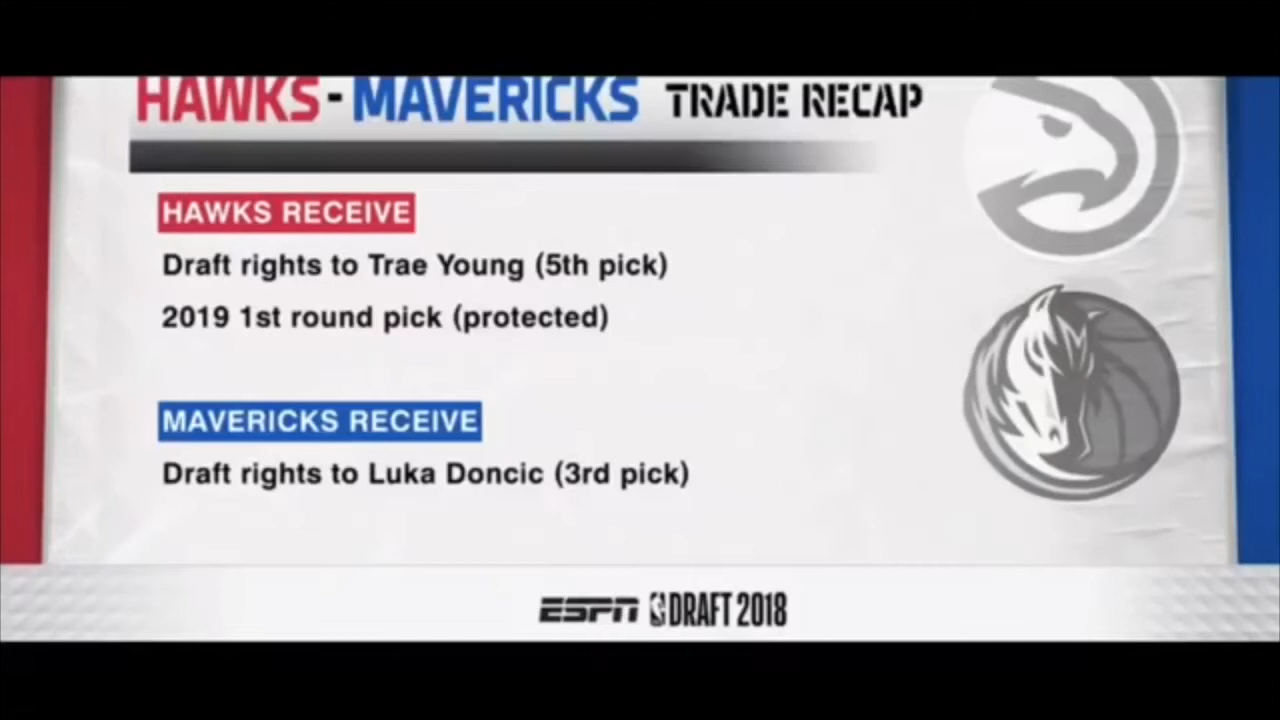 HAWKS - MAVERICKS TRADE RECAP
HAWKS RECEIVE
Draft rights to Trae Young (5th pick)
2019 1st round pick (protected)
MAVERICKS RECEIVE
Draft rights to Luka Doncic (3rd pick)
ESPN DRAFT 2018